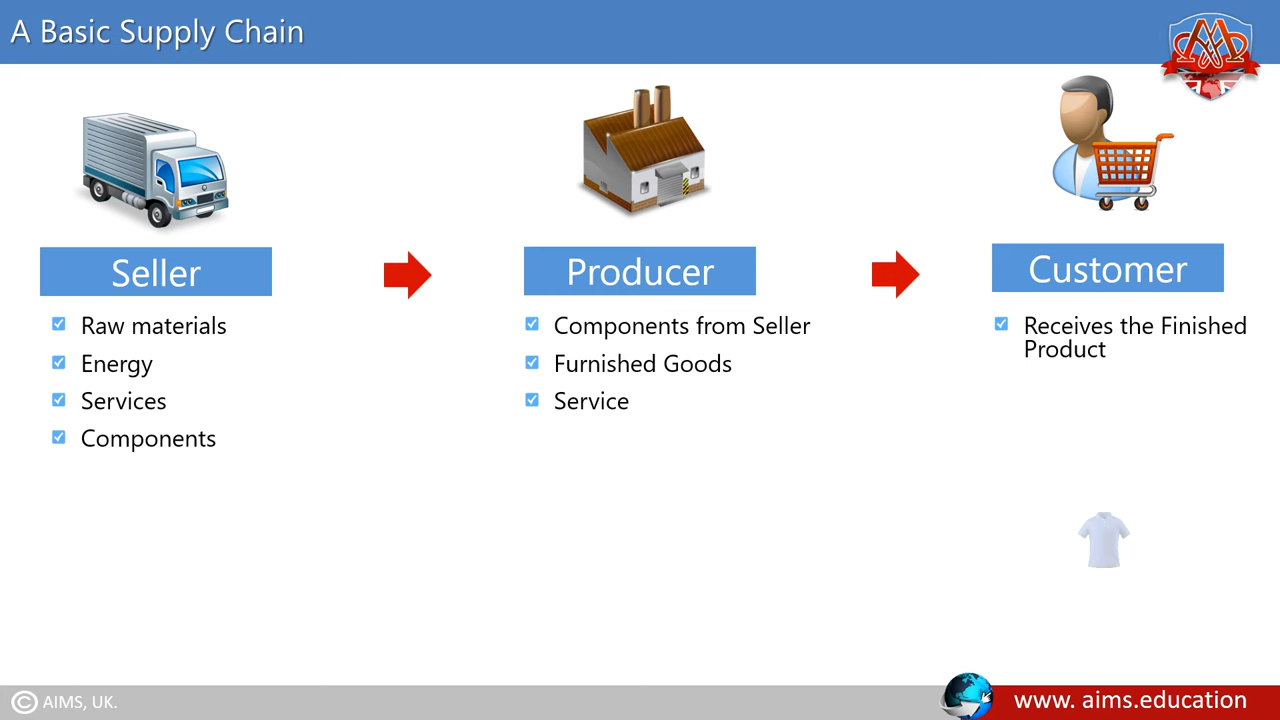 A Basic Supply Chain
Seller
Raw materials
Energy
Services
Components
Producer
Components from Seller
Furnished Goods
Service
Customer
Receives the Finished
Product
© AIMS, UK.
www. aims.education